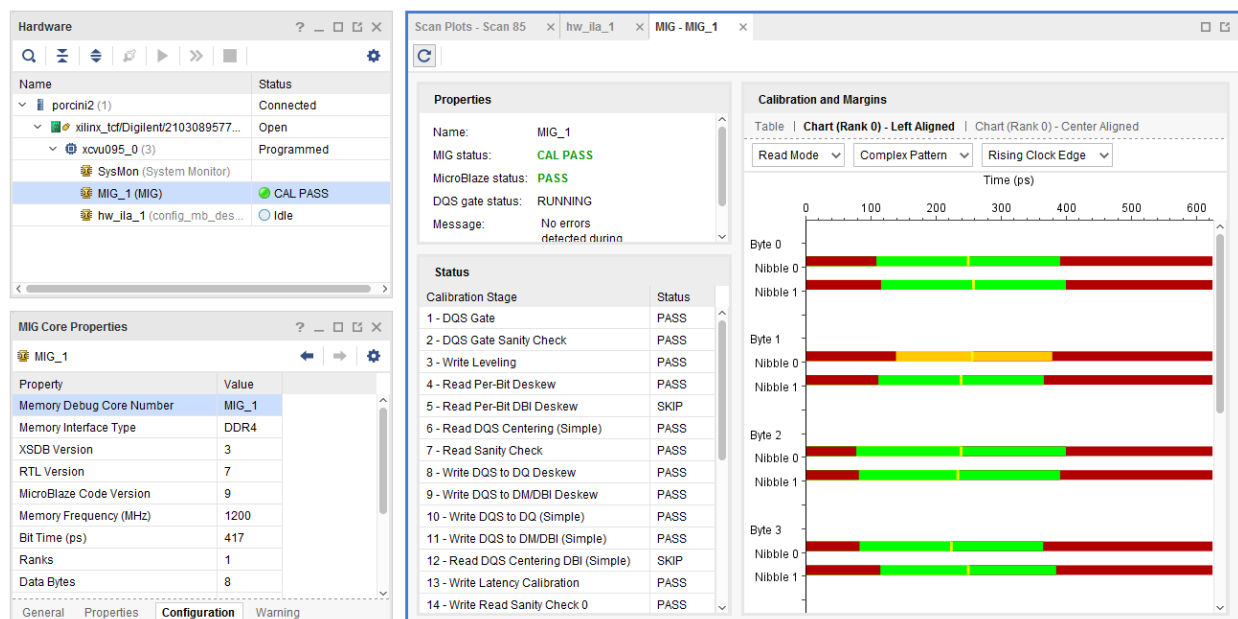 Hardware
Name Status
porcini2 (1) Connected
xilinx_tcf/Digilent/2103089577... Open
xcvu095_0 (3) Programmed
SysMon (System Monitor)
MIG_1 (MIG) CAL PASS
hw_ila_1 (config_mb_des... Idle
MIG Core Properties
MIG_1
Property Value
Memory Debug Core Number MIG_1
Memory Interface Type DDR4
XSDB Version 3
RTL Version 7
MicroBlaze Code Version 9
Memory Frequency (MHz) 1200
Bit Time (ps) 417
Ranks 1
Data Bytes 8
General Properties Configuration Warning
Scan Plots - Scan 85 hw_ila_1 MIG - MIG_1
Properties
Name: MIG_1
MIG status: CAL PASS
MicroBlaze status: PASS
DQS gate status: RUNNING
Message: No errors
detected during
Status
Calibration Stage Status
1 - DQS Gate PASS
2 - DQS Gate Sanity Check PASS
3 - Write Leveling PASS
4 - Read Per-Bit Deskew PASS
5 - Read Per-Bit DBI Deskew SKIP
6 - Read DQS Centering (Simple) PASS
7 - Read Sanity Check PASS
8 - Write DQS to DQ Deskew PASS
9 - Write DQS to DM/DBI Deskew PASS
10 - Write DQS to DQ (Simple) PASS
11 - Write DQS to DM/DBI (Simple) PASS
12 - Read DQS Centering DBI (Simple) SKIP
13 - Write Latency Calibration PASS
14 - Write Read Sanity Check 0 PASS
Calibration and Margins
Table | Chart (Rank 0) - Left Aligned | Chart (Rank 0) - Center Aligned
Read Mode Complex Pattern Rising Clock Edge
Time (ps)
0 100 200 300 400 500 600
Byte 0
Nibble 0
Nibble 1
Byte 1
Nibble 0
Nibble 1
Byte 2
Nibble 0
Nibble 1
Byte 3
Nibble 0
Nibble 1